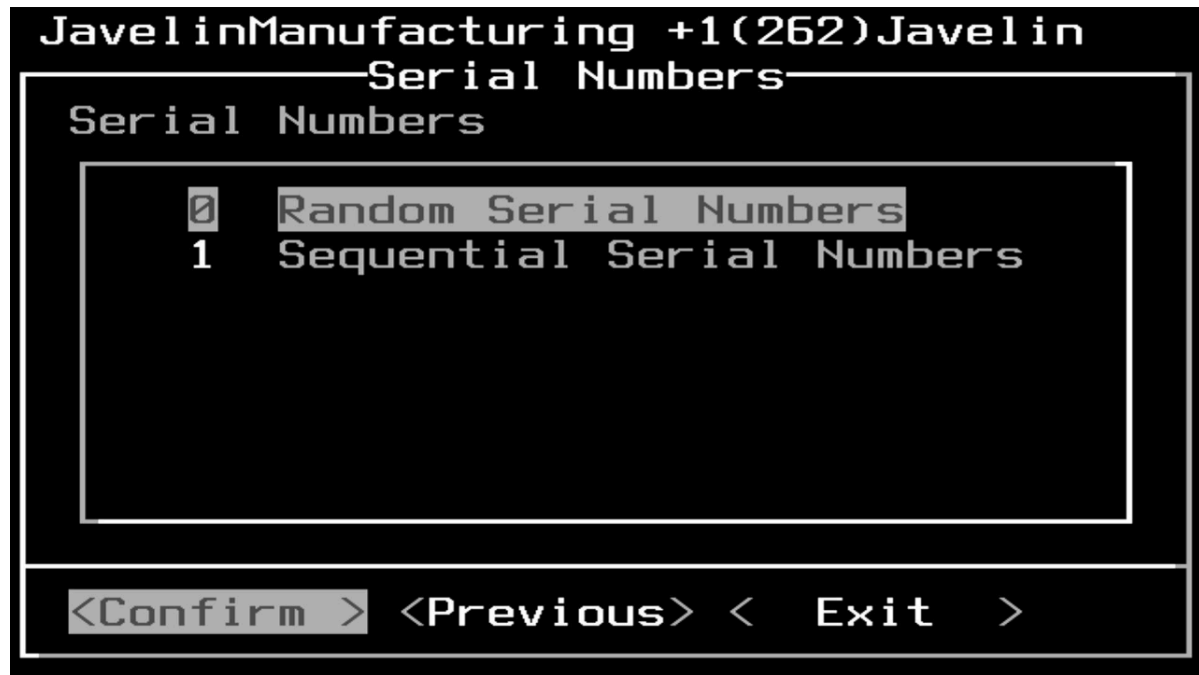 JavelinManufacturing +1(262)Javelin
Serial Numbers
Serial Numbers
0 Random Serial Numbers
1 Sequential Serial Numbers
<Confirm > <Previous> < Exit >